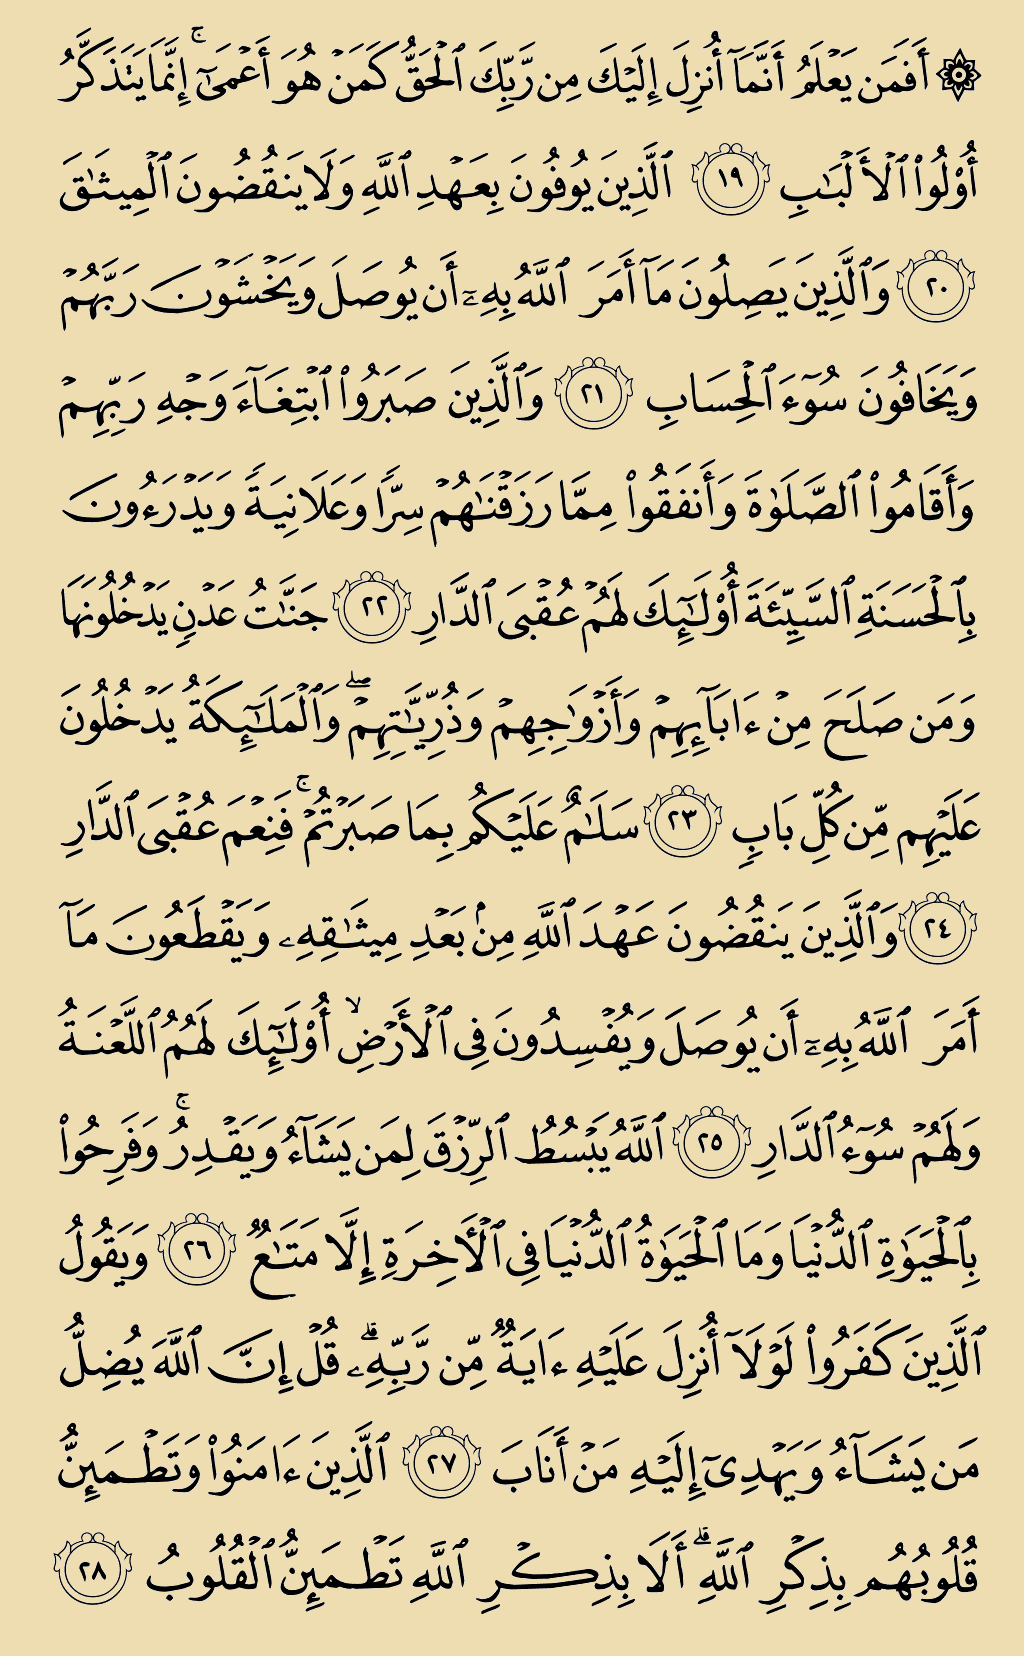 ۞ أَفَمَن يَعْلَمُ أَنَّمَآ أُنزِلَ إِلَيْكَ مِن رَّبِّكَ ٱلْحَقُّ كَمَنْ هُوَ أَعْمَىٰٓ ۚ إِنَّمَا يَتَذَكَّرُ
أُو۟لُوا۟ ٱلْأَلْبَـٰبِ ١٩ ٱلَّذِينَ يُوفُونَ بِعَهْدِ ٱللَّهِ وَلَا يَنقُضُونَ ٱلْمِيثَـٰقَ
٢٠ وَٱلَّذِينَ يَصِلُونَ مَآ أَمَرَ ٱللَّهُ بِهِۦٓ أَن يُوصَلَ وَيَخْشَوْنَ رَبَّهُمْ
وَيَخَافُونَ سُوٓءَ ٱلْحِسَابِ ٢١ وَٱلَّذِينَ صَبَرُوا۟ ٱبْتِغَآءَ وَجْهِ رَبِّهِمْ
وَأَقَامُوا۟ ٱلصَّلَوٰةَ وَأَنفَقُوا۟ مِمَّا رَزَقْنَـٰهُمْ سِرًّا وَعَلَانِيَةً وَيَدْرَءُونَ
بِٱلْحَسَنَةِ ٱلسَّيِّئَةَ أُو۟لَـٰٓئِكَ لَهُمْ عُقْبَى ٱلدَّارِ ٢٢ جَنَّـٰتُ عَدْنٍ يَدْخُلُونَهَا
وَمَن صَلَحَ مِنْ ءَابَآئِهِمْ وَأَزْوَٰجِهِمْ وَذُرِّيَّـٰتِهِمْ ۖ وَٱلْمَلَـٰٓئِكَةُ يَدْخُلُونَ
عَلَيْهِم مِّن كُلِّ بَابٍ ٢٣ سَلَـٰمٌ عَلَيْكُم بِمَا صَبَرْتُمْ ۚ فَنِعْمَ عُقْبَى ٱلدَّارِ
٢٤ وَٱلَّذِينَ يَنقُضُونَ عَهْدَ ٱللَّهِ مِنۢ بَعْدِ مِيثَـٰقِهِۦ وَيَقْطَعُونَ مَآ
أَمَرَ ٱللَّهُ بِهِۦٓ أَن يُوصَلَ وَيُفْسِدُونَ فِى ٱلْأَرْضِ ۙ أُو۟لَـٰٓئِكَ لَهُمُ ٱللَّعْنَةُ
وَلَهُمْ سُوٓءُ ٱلدَّارِ ٢٥ ٱللَّهُ يَبْسُطُ ٱلرِّزْقَ لِمَن يَشَآءُ وَيَقْدِرُ ۚ وَفَرِحُوا۟
بِٱلْحَيَوٰةِ ٱلدُّنْيَا وَمَا ٱلْحَيَوٰةُ ٱلدُّنْيَا فِى ٱلْـَٔاخِرَةِ إِلَّا مَتَـٰعٌ ٢٦ وَيَقُولُ
ٱلَّذِينَ كَفَرُوا۟ لَوْلَآ أُنزِلَ عَلَيْهِ ءَايَةٌ مِّن رَّبِّهِۦ ۗ قُلْ إِنَّ ٱللَّهَ يُضِلُّ
مَن يَشَآءُ وَيَهْدِىٓ إِلَيْهِ مَنْ أَنَابَ ٢٧ ٱلَّذِينَ ءَامَنُوا۟ وَتَطْمَئِنُّ
قُلُوبُهُم بِذِكْرِ ٱللَّهِ ۗ أَلَا بِذِكْرِ ٱللَّهِ تَطْمَئِنُّ ٱلْقُلُوبُ ٢٨